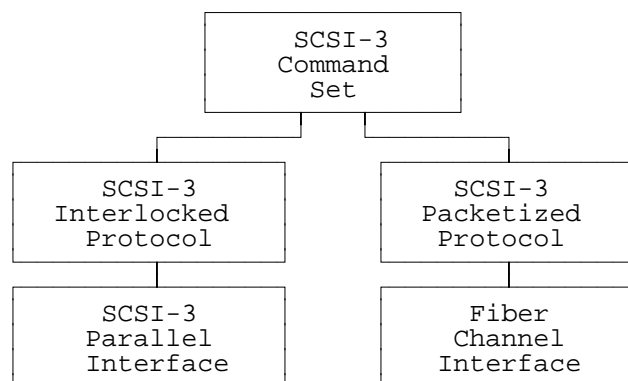 SCSI-3
Command
Set
SCSI-3
Interlocked
Protocol
SCSI-3
Packetized
Protocol
SCSI-3
Parallel
Interface
Fiber
Channel
Interface